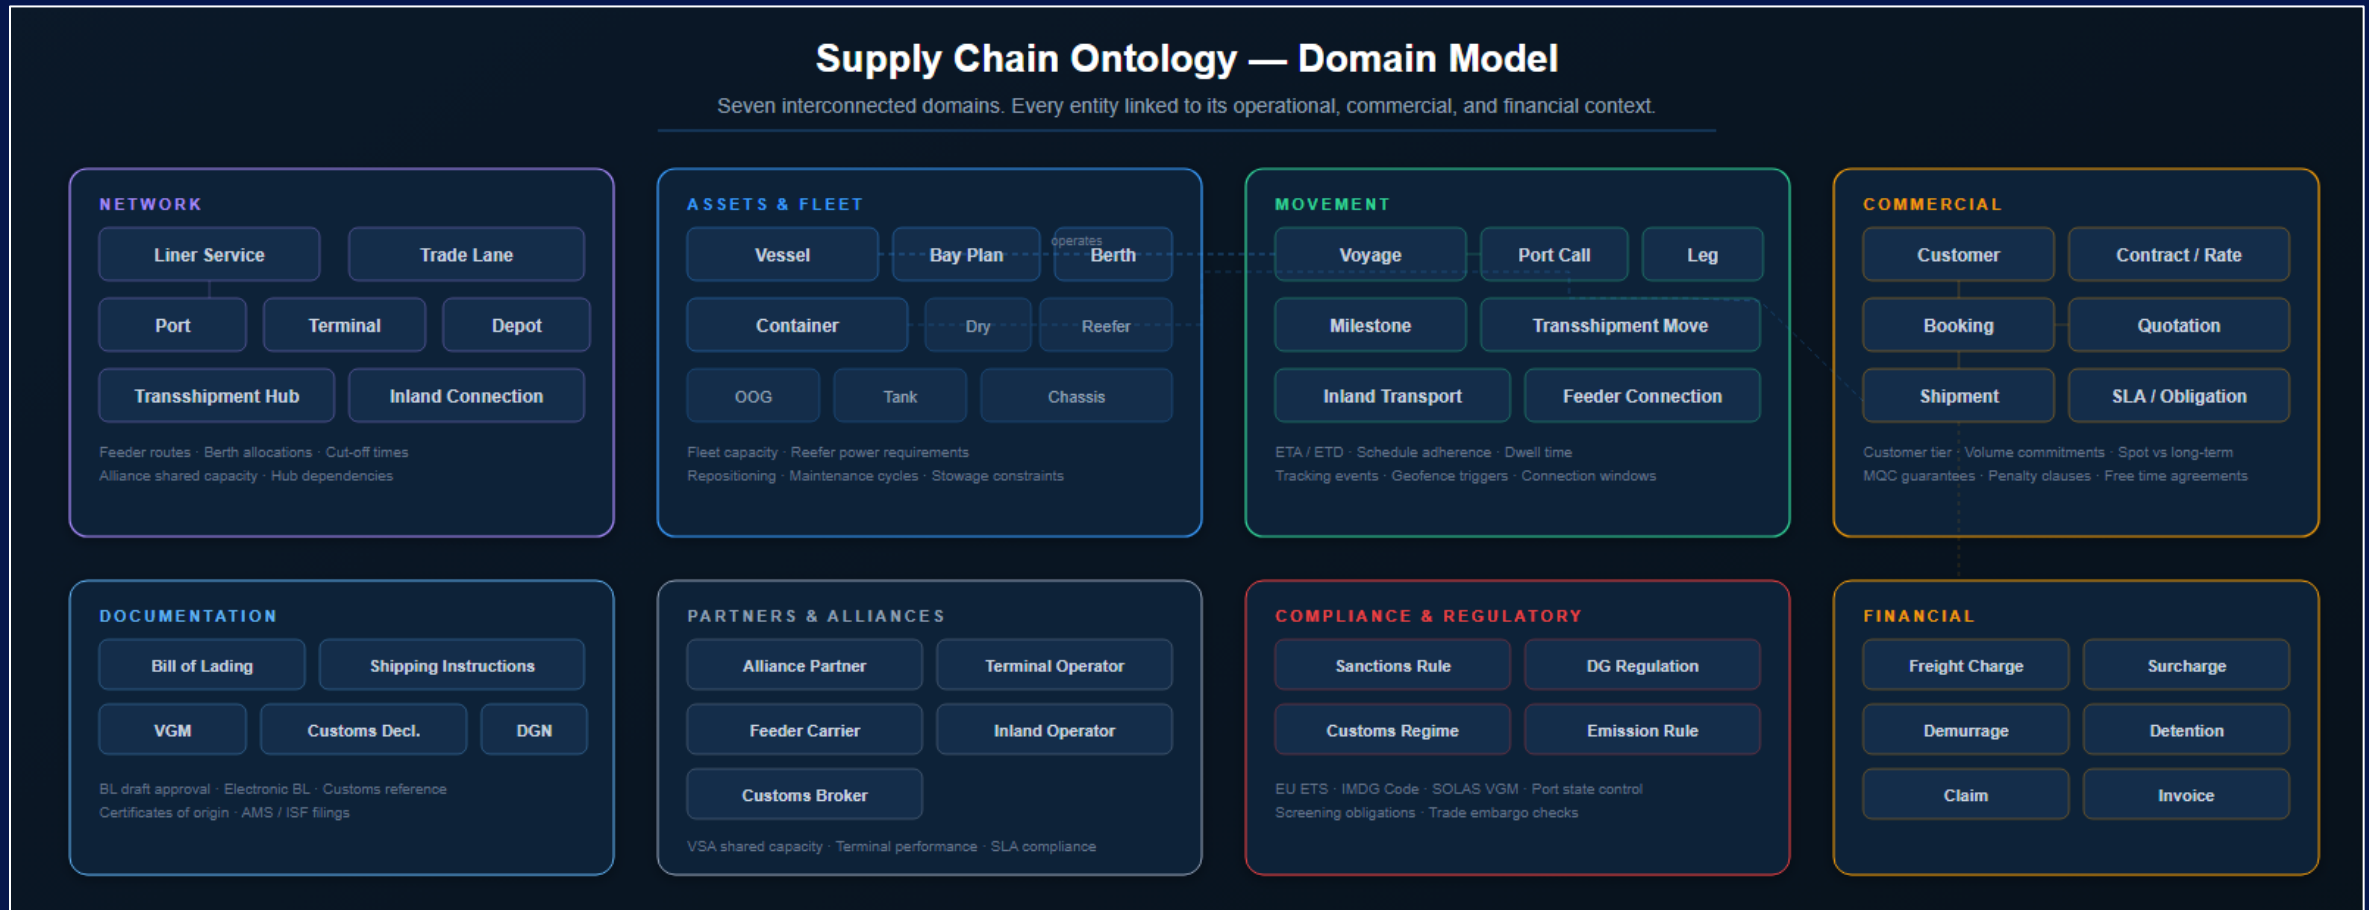 Supply Chain Ontology — Domain Model
Seven interconnected domains. Every entity linked to its operational, commercial, and financial context.
NETWORK
Liner Service
Trade Lane
Port
Terminal
Depot
Transshipment Hub
Inland Connection
Feeder routes · Berth allocations · Cut-off times
Alliance shared capacity · Hub dependencies
ASSETS & FLEET
operates
Vessel
Bay Plan
Berth
Container
Dry
Reefer
OOG
Tank
Chassis
Fleet capacity · Reefer power requirements
Repositioning · Maintenance cycles · Stowage constraints
MOVEMENT
Voyage
Port Call
Leg
Milestone
Transshipment Move
Inland Transport
Feeder Connection
ETA / ETD · Schedule adherence · Dwell time
Tracking events · Geofence triggers · Connection windows
COMMERCIAL
Customer
Contract / Rate
Booking
Quotation
Shipment
SLA / Obligation
Customer tier · Volume commitments · Spot vs long-term
MQC guarantees · Penalty clauses · Free time agreements
DOCUMENTATION
Bill of Lading
Shipping Instructions
VGM
Customs Decl.
DGN
BL draft approval · Electronic BL · Customs reference
Certificates of origin · AMS / ISF filings
PARTNERS & ALLIANCES
Alliance Partner
Terminal Operator
Feeder Carrier
Inland Operator
Customs Broker
VSA shared capacity · Terminal performance · SLA compliance
COMPLIANCE & REGULATORY
Sanctions Rule
DG Regulation
Customs Regime
Emission Rule
EU ETS · IMDG Code · SOLAS VGM · Port state control
Screening obligations · Trade embargo checks
FINANCIAL
Freight Charge
Surcharge
Demurrage
Detention
Claim
Invoice